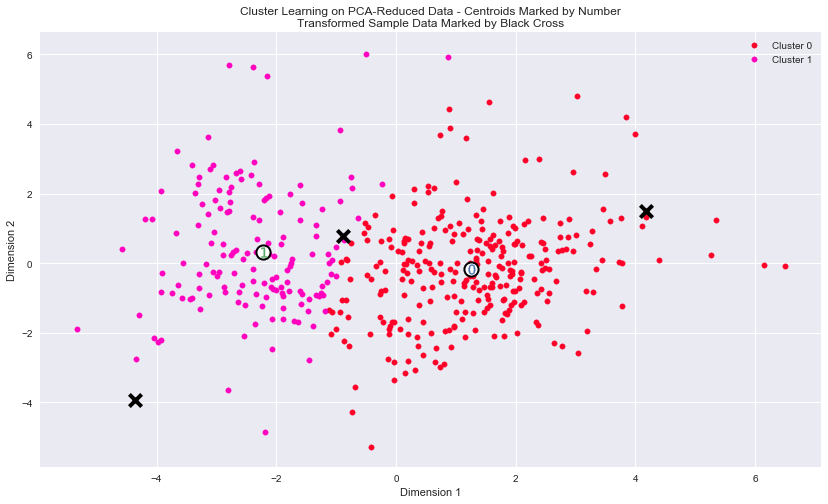 Cluster Learning on PCA-Reduced Data - Centroids Marked by Number
Transformed Sample Data Marked by Black Cross
Cluster 0
Cluster 1
6
4
2
0
−2
−4
Dimension 2
1
0
−4
−2
0
2
4
6
Dimension 1